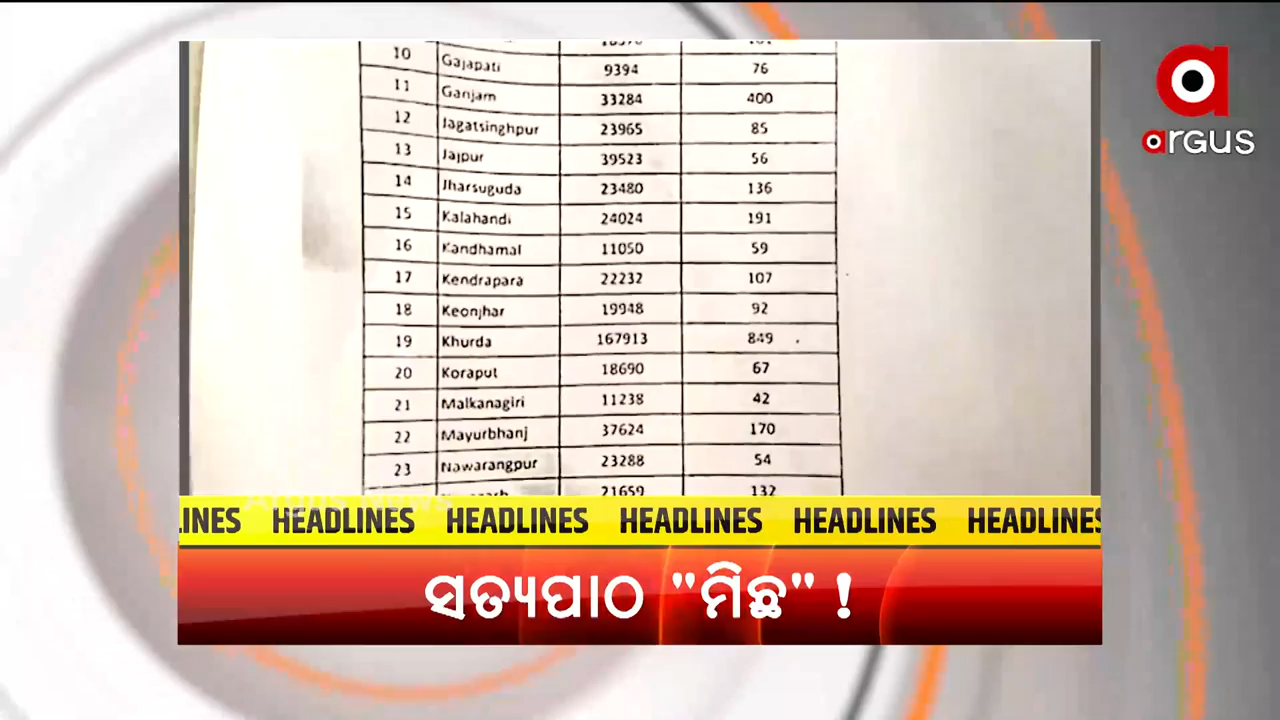 10 Gajapati 9394 76
11 Ganjam 33284 400
12 Jagatsinghpur 23965 85
13 Jajpur 39523 56
14 Jharsuguda 23480 136
15 Kalahandi 24024 191
16 Kandhamal 11050 59
17 Kendrapara 22232 107
18 Keonjhar 19948 92
19 Khurda 167913 849
20 Koraput 18690 67
21 Malkanagiri 11238 42
22 Mayurbhanj 37624 170
23 Nawarangpur 23288 54
21659 132
argus
Argus News
LINES HEADLINES HEADLINES HEADLINES HEADLINES HEADLINES
ସତ୍ୟପାଠ "ମିଛ" !